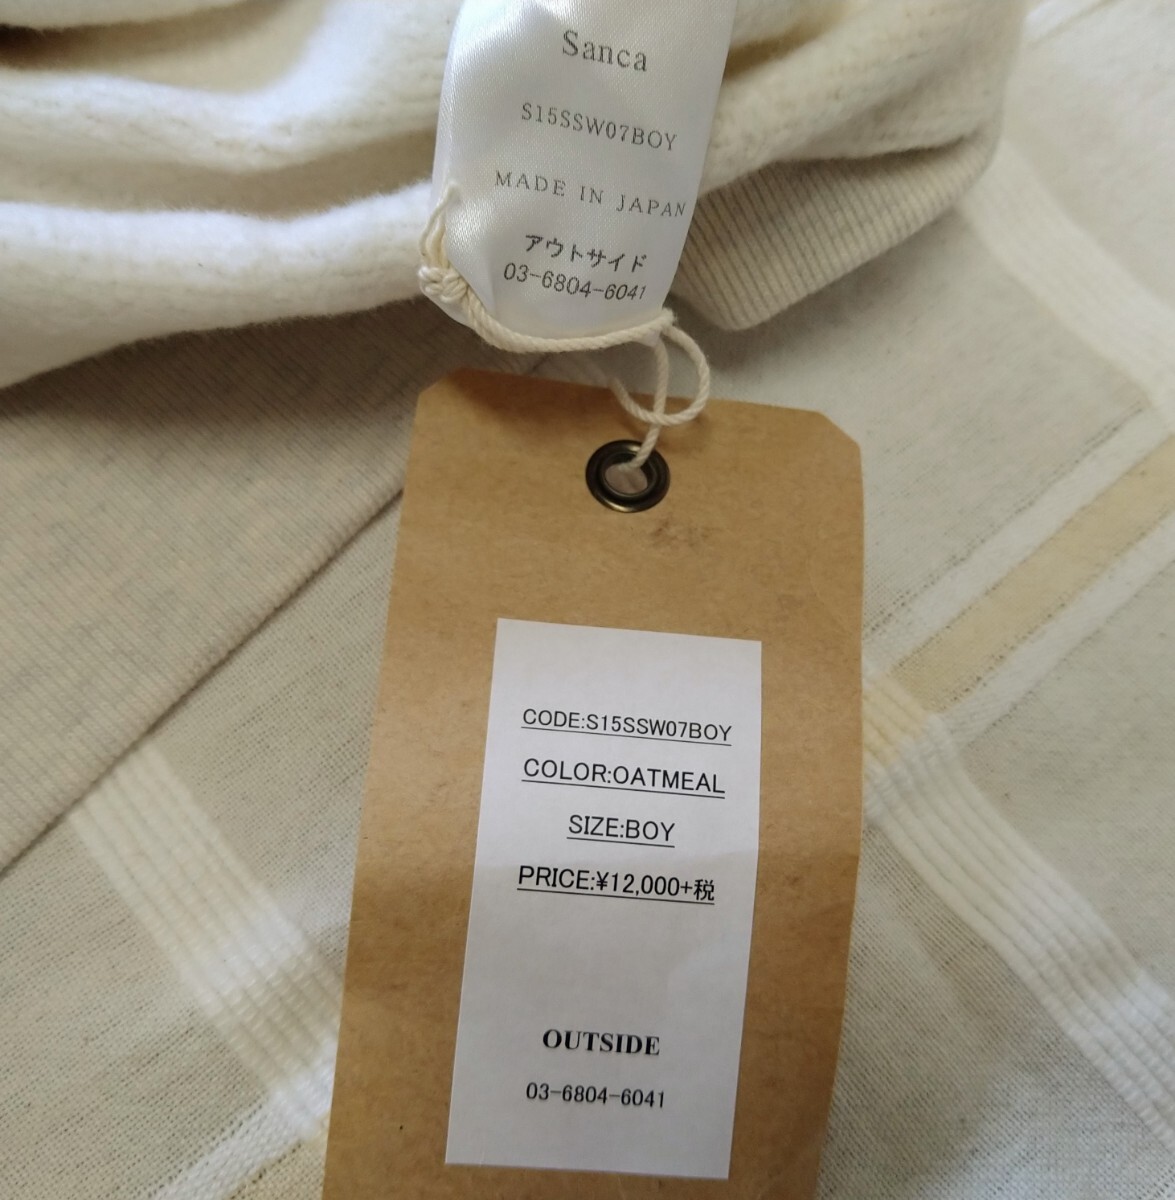 Sanca
S15SSW07BOY
MADE IN JAPAN
アウトサイド
03-6804-6041
CODE:S15SSW07BOY
COLOR:OATMEAL
SIZE:BOY
PRICE:¥12,000+税
OUTSIDE
03-6804-6041